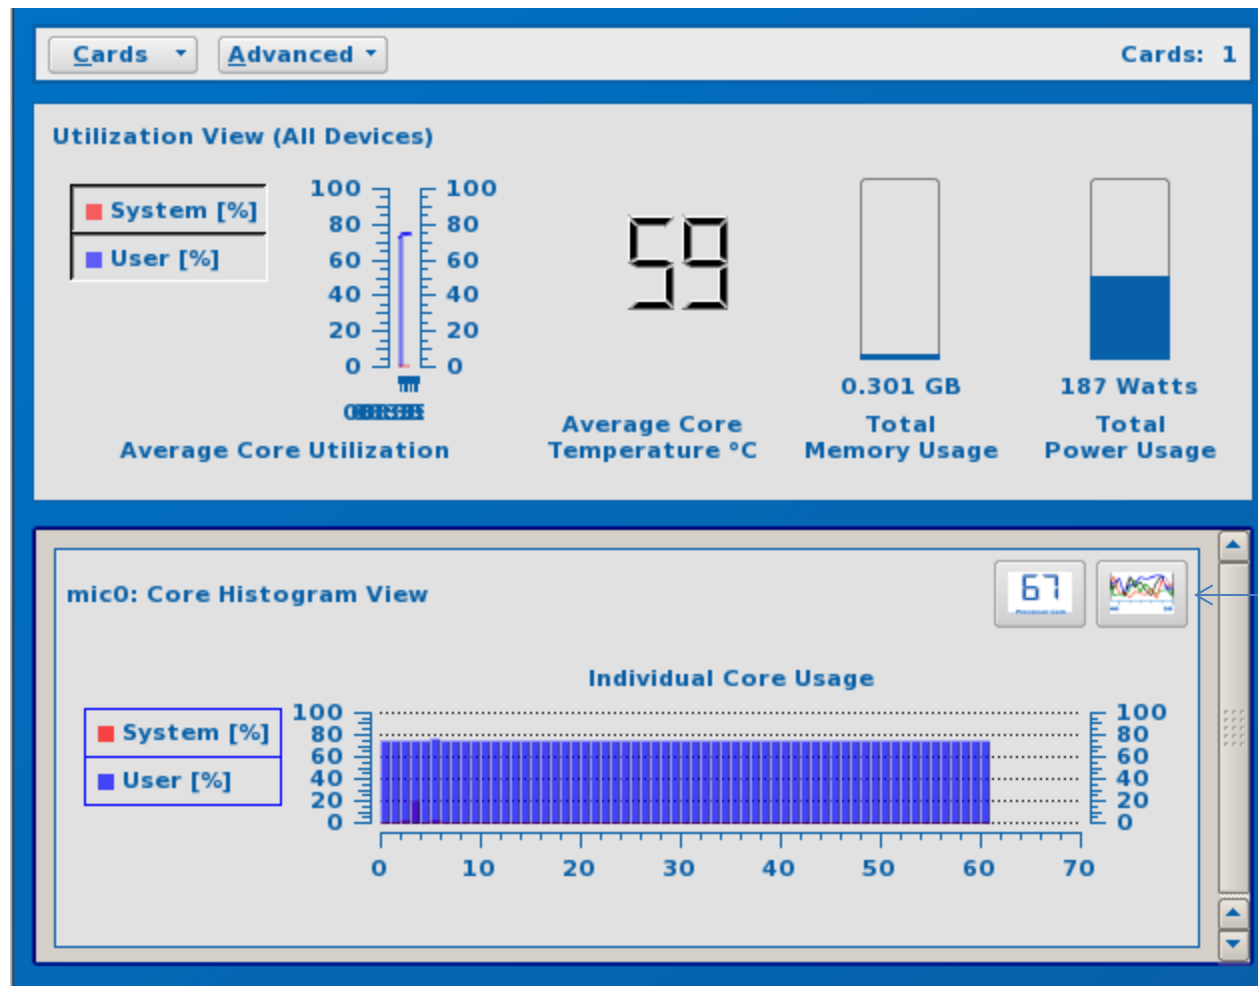 Cards Advanced Cards: 1
Utilization View (All Devices)
System [%]
User [%]
100 100
80 80
60 60
40 40
20 20
0 0
Average Core Utilization
59
Average Core
Temperature °C
0.301 GB
Total
Memory Usage
187 Watts
Total
Power Usage
mic0: Core Histogram View
67
Individual Core Usage
System [%]
User [%]
100 100
80 80
60 60
40 40
20 20
0 0
0 10 20 30 40 50 60 70